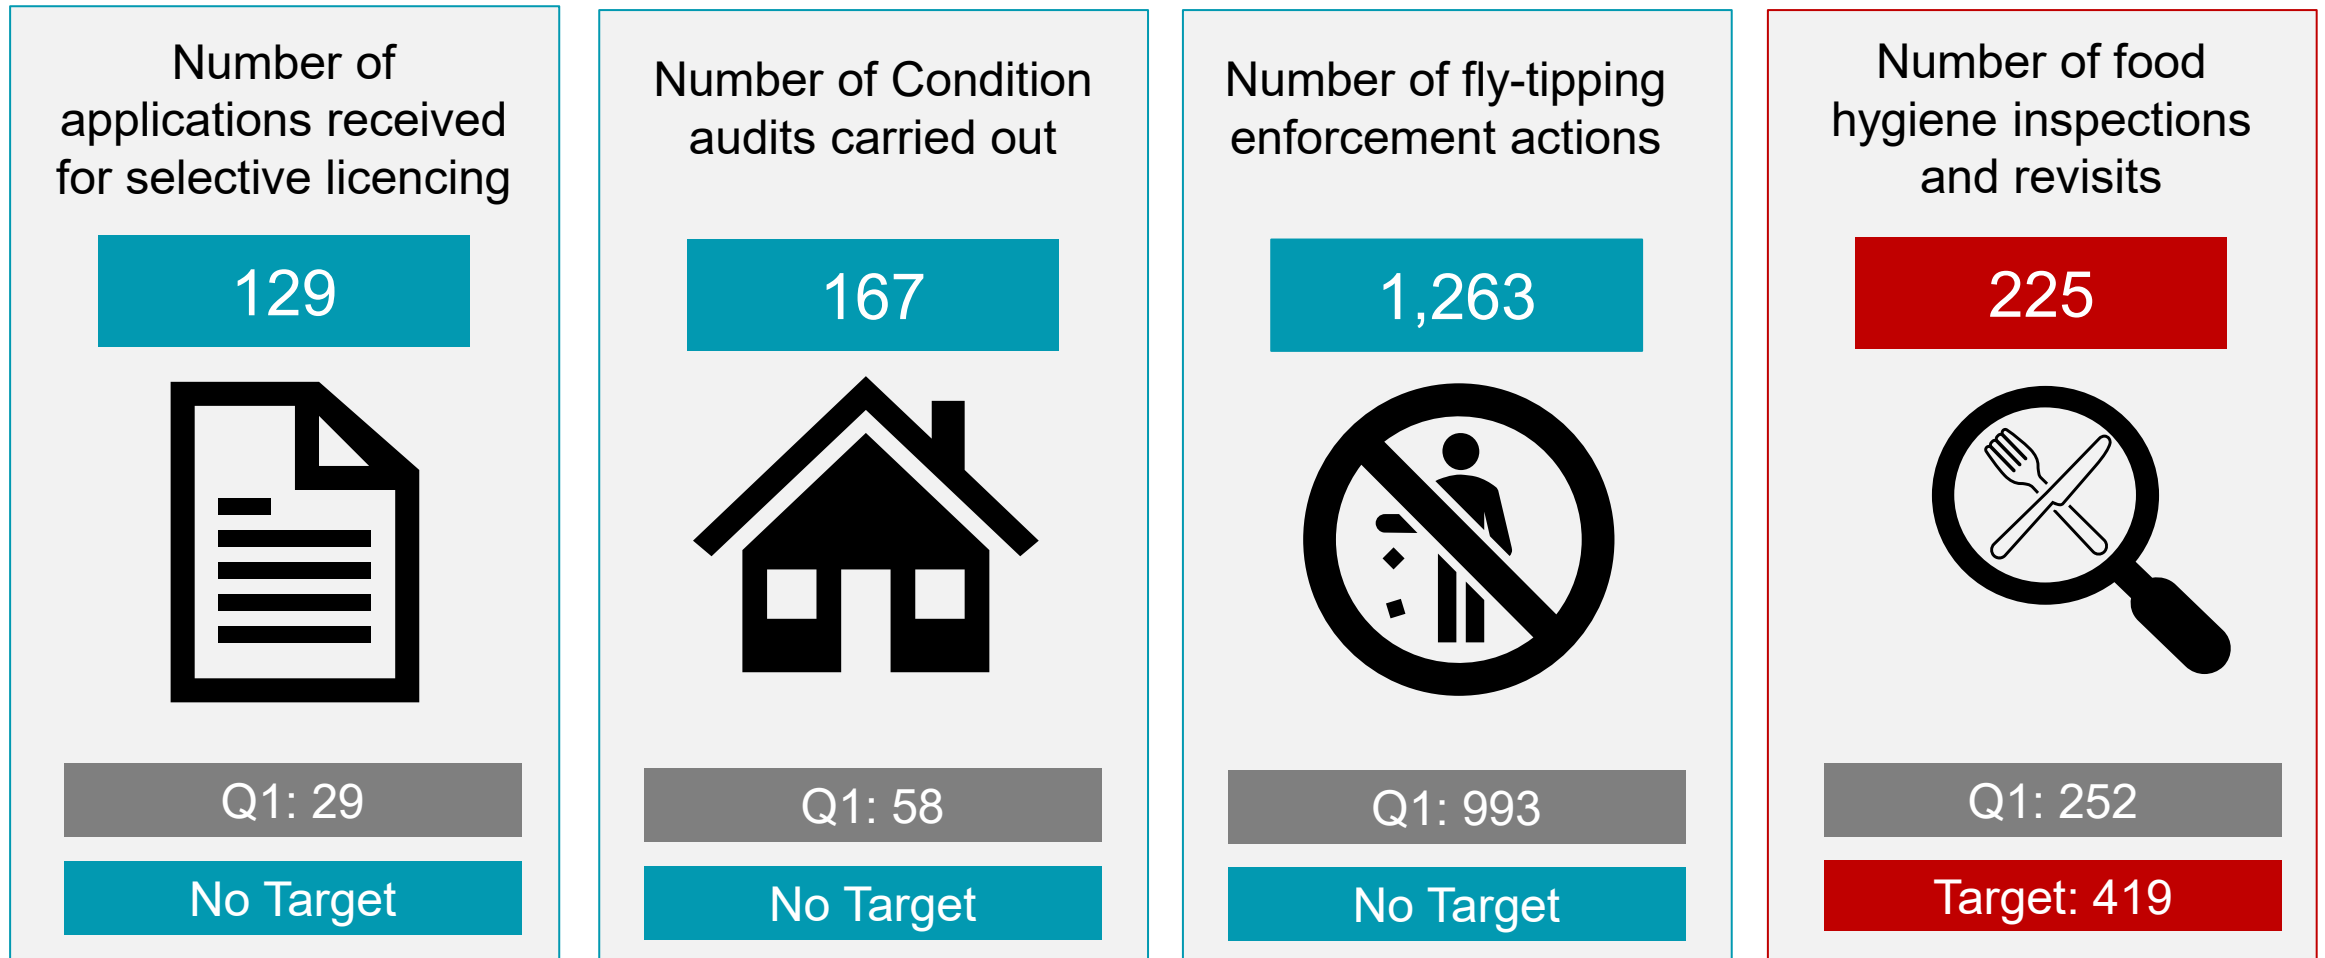 Number of
applications received
for selective licencing
129
Q1: 29
No Target
Number of Condition
audits carried out
167
Q1: 58
No Target
Number of fly-tipping
enforcement actions
1,263
Q1: 993
No Target
Number of food
hygiene inspections
and revisits
225
Q1: 252
Target: 419